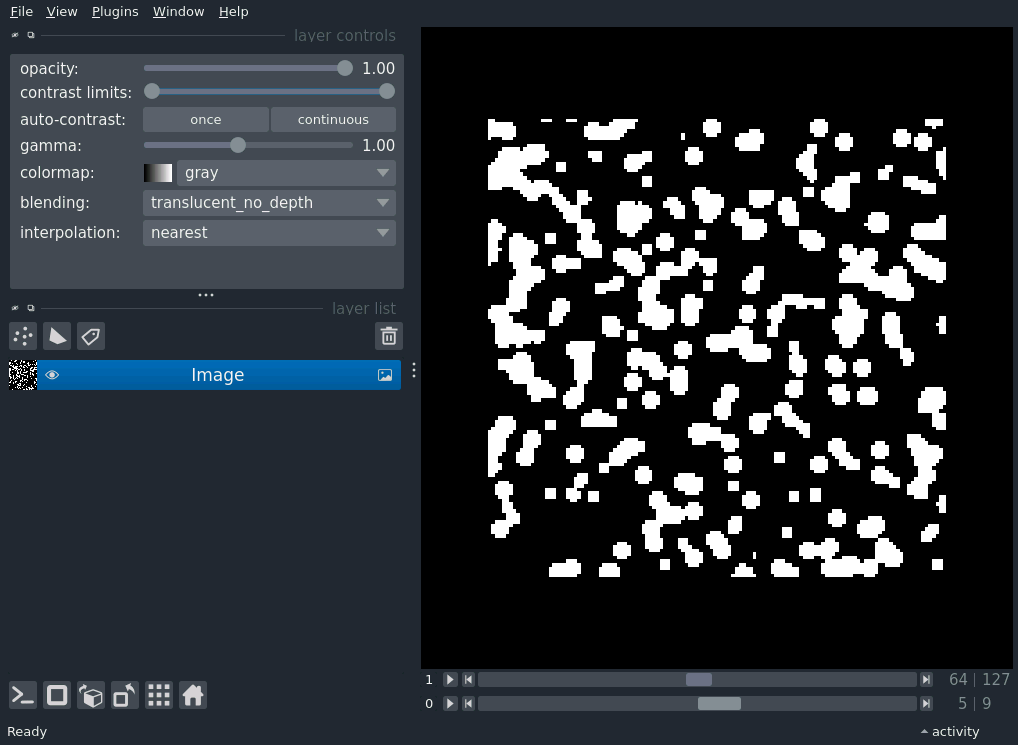 File View Plugins Window Help
layer controls
opacity: 1.00
contrast limits:
auto-contrast: once continuous
gamma: 1.00
colormap: gray
blending: translucent_no_depth
interpolation: nearest
layer list
Image
1 64 | 127
0 5 | 9
Ready activity